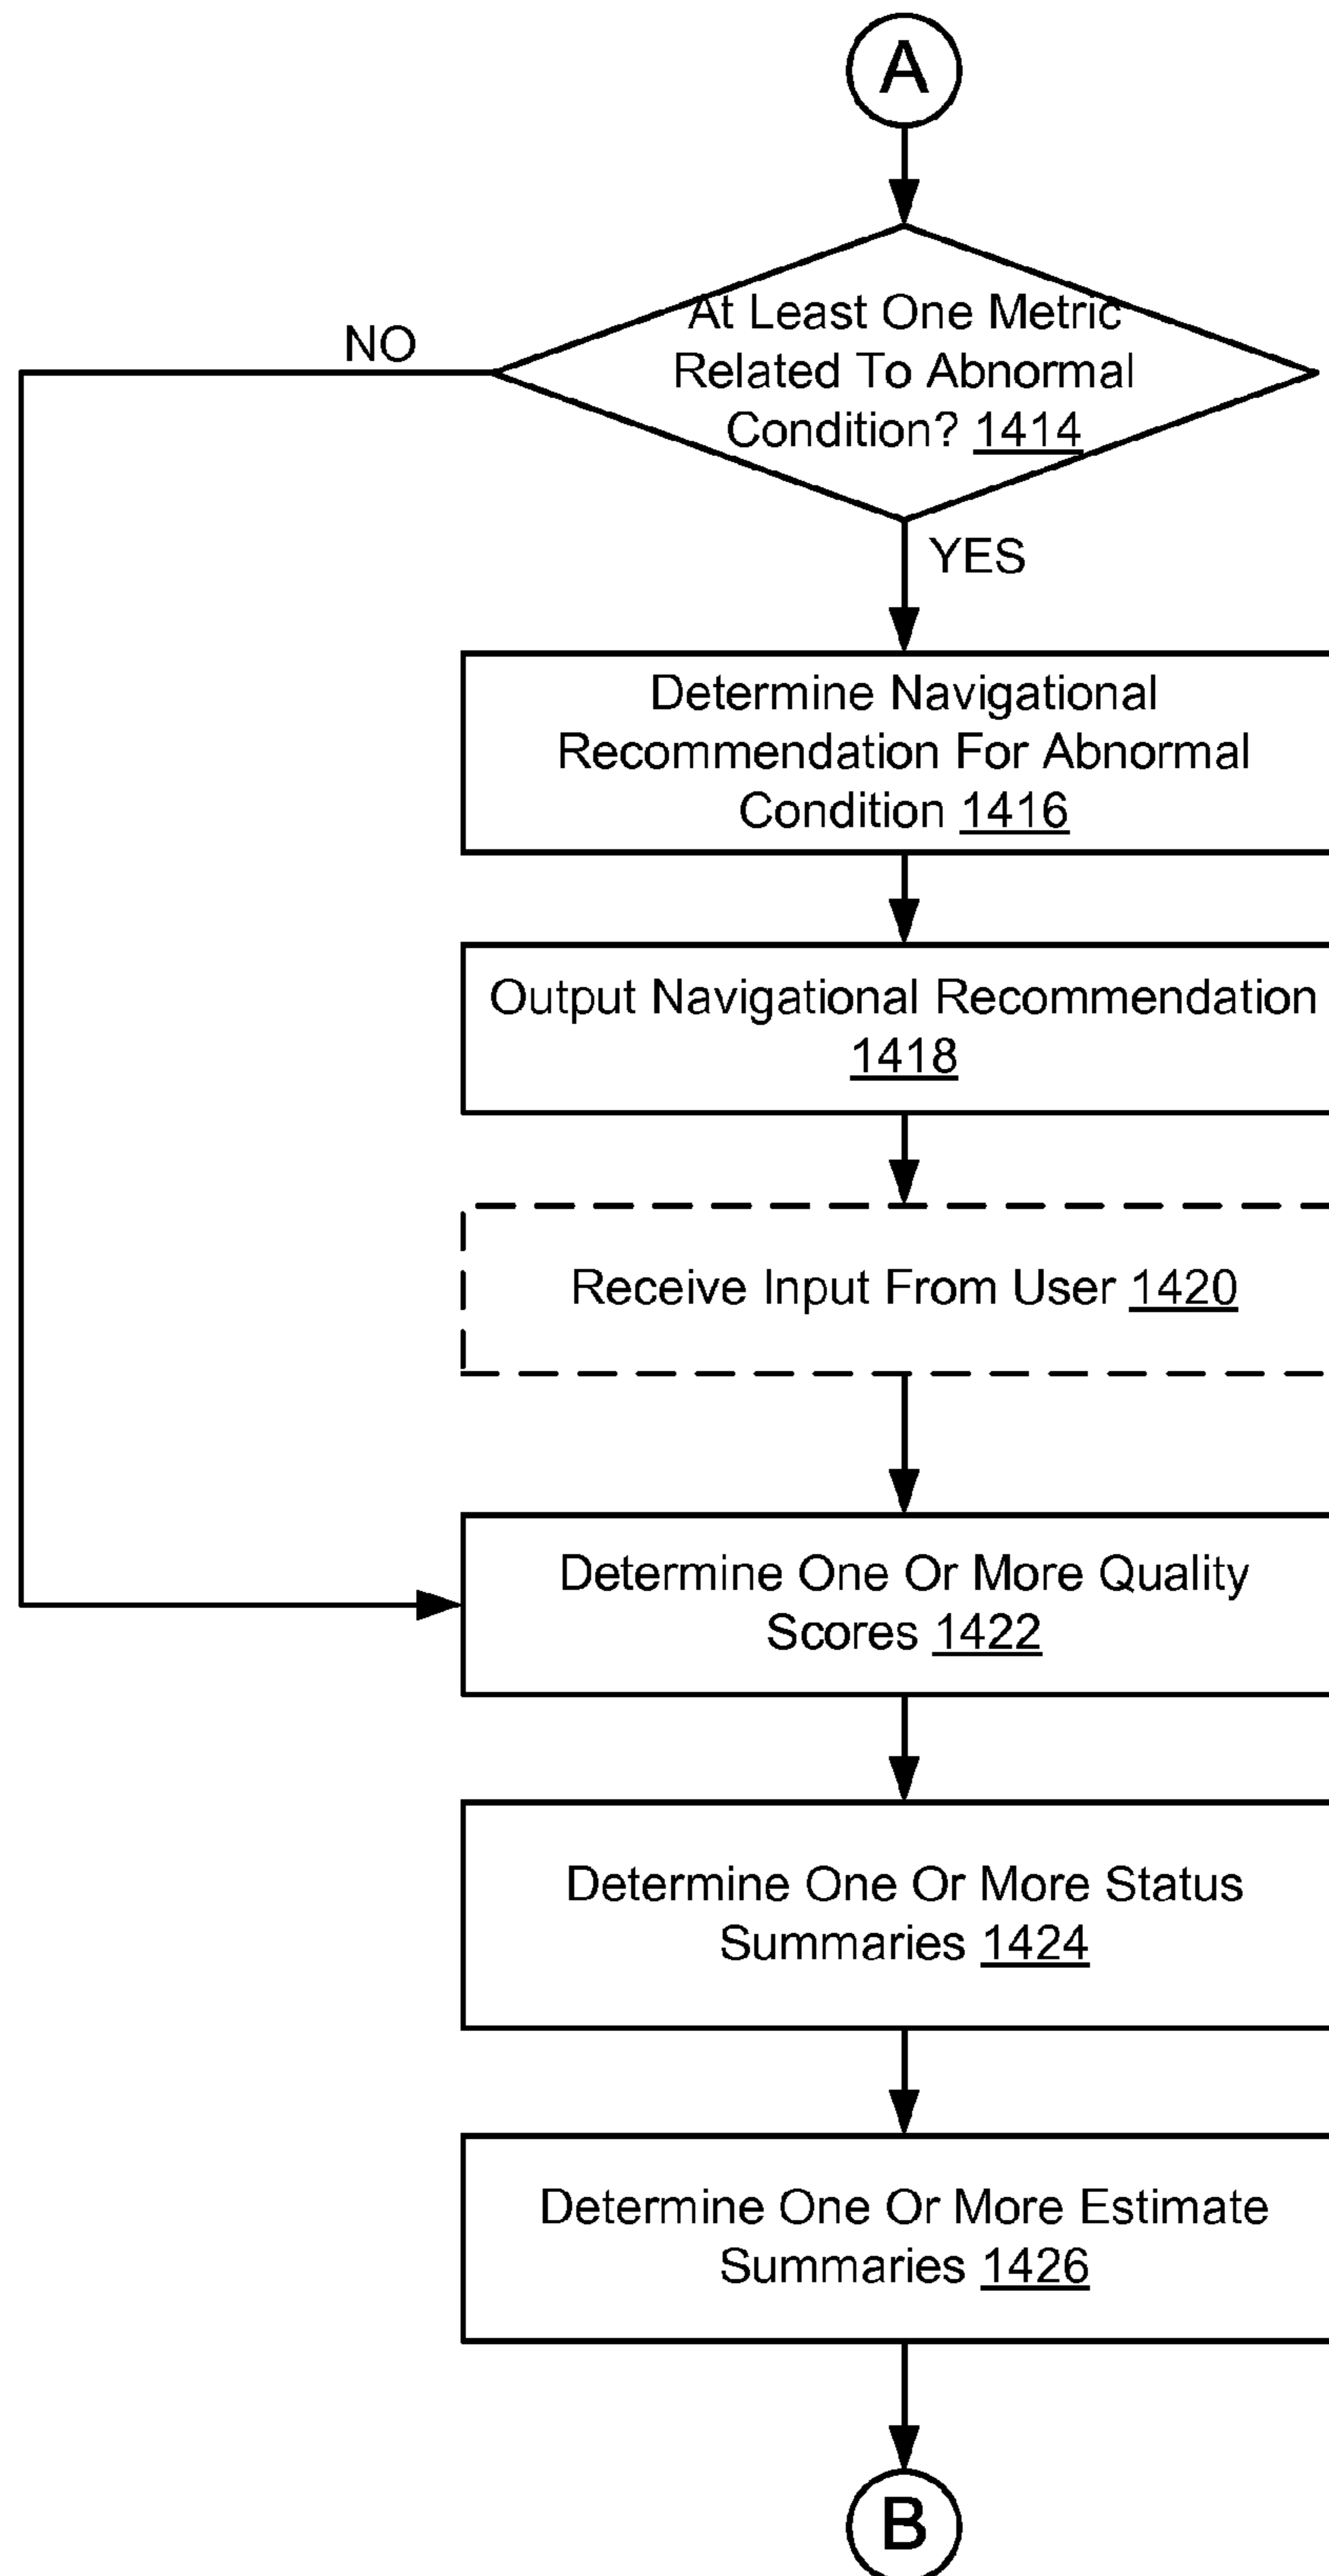 A
At Least One Metric
Related To Abnormal
Condition? 1414
NO
YES
Determine Navigational
Recommendation For Abnormal
Condition 1416
Output Navigational Recommendation
1418
Receive Input From User 1420
Determine One Or More Quality
Scores 1422
Determine One Or More Status
Summaries 1424
Determine One Or More Estimate
Summaries 1426
B